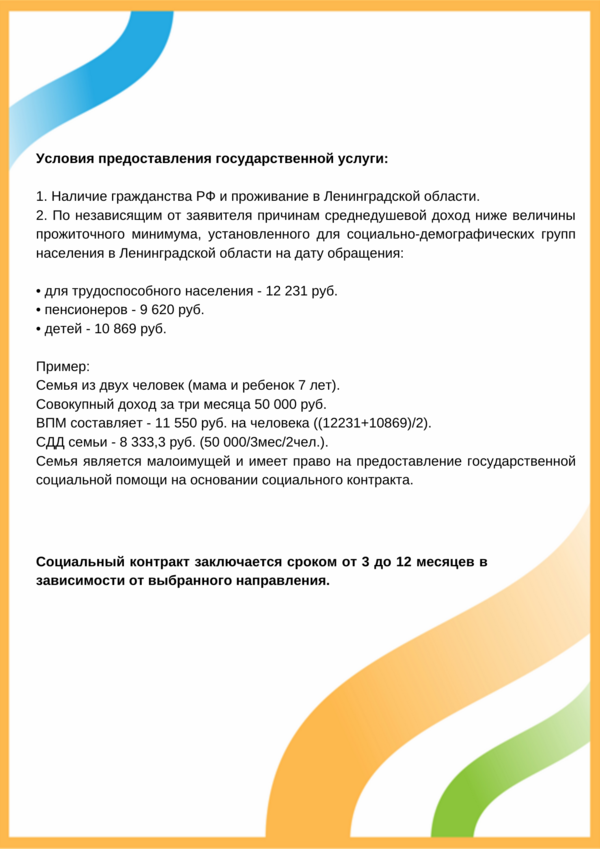 Условия предоставления государственной услуги:
1. Наличие гражданства РФ и проживание в Ленинградской области.
2. По независящим от заявителя причинам среднедушевой доход ниже величины
прожиточного минимума, установленного для социально-демографических групп
населения в Ленинградской области на дату обращения:
• для трудоспособного населения - 12 231 руб.
• пенсионеров - 9 620 руб.
• детей - 10 869 руб.
Пример:
Семья из двух человек (мама и ребенок 7 лет).
Совокупный доход за три месяца 50 000 руб.
ВПМ составляет - 11 550 руб. на человека ((12231+10869)/2).
СДД семьи - 8 333,3 руб. (50 000/3мес/2чел.).
Семья является малоимущей и имеет право на предоставление государственной
социальной помощи на основании социального контракта.
Социальный контракт заключается сроком от 3 до 12 месяцев в
зависимости от выбранного направления.